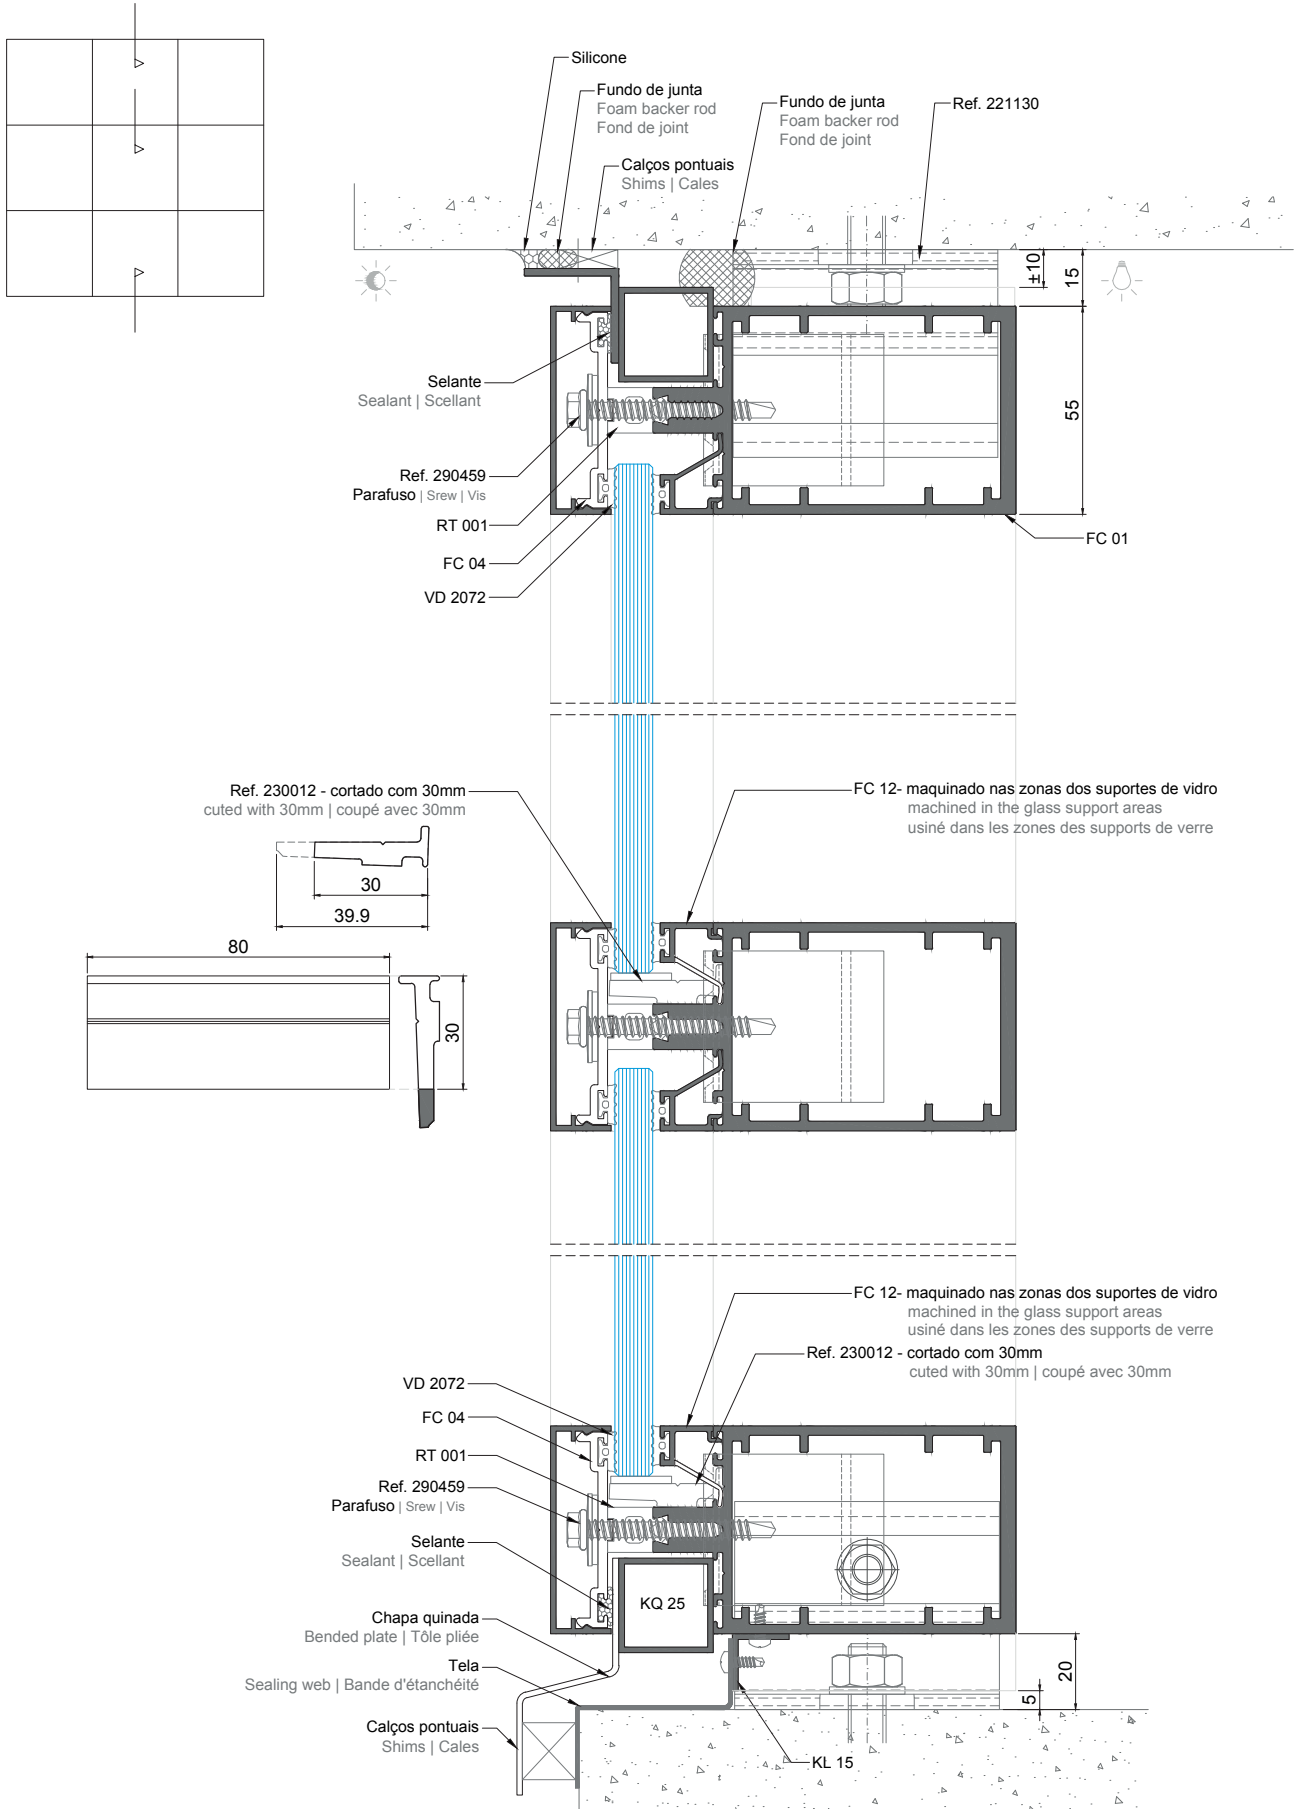 Silicone
Fundo de junta
Foam backer rod
Fond de joint
Fundo de junta
Foam backer rod
Fond de joint
Ref. 221130
Calços pontuais
Shims | Cales
±10
15
55
Selante
Sealant | Scellant
Ref. 290459
Parafuso | Srew | Vis
RT 001
FC 04
VD 2072
FC 01
Ref. 230012 - cortado com 30mm
cuted with 30mm | coupé avec 30mm
FC 12- maquinado nas zonas dos suportes de vidro
machined in the glass support areas
usiné dans les zones des supports de verre
30
39.9
80
30
FC 12- maquinado nas zonas dos suportes de vidro
machined in the glass support areas
usiné dans les zones des supports de verre
Ref. 230012 - cortado com 30mm
cuted with 30mm | coupé avec 30mm
VD 2072
FC 04
RT 001
Ref. 290459
Parafuso | Srew | Vis
Selante
Sealant | Scellant
KQ 25
Chapa quinada
Bended plate | Tôle pliée
Tela
Sealing web | Bande d'étanchéité
Calços pontuais
Shims | Cales
KL 15
5
20